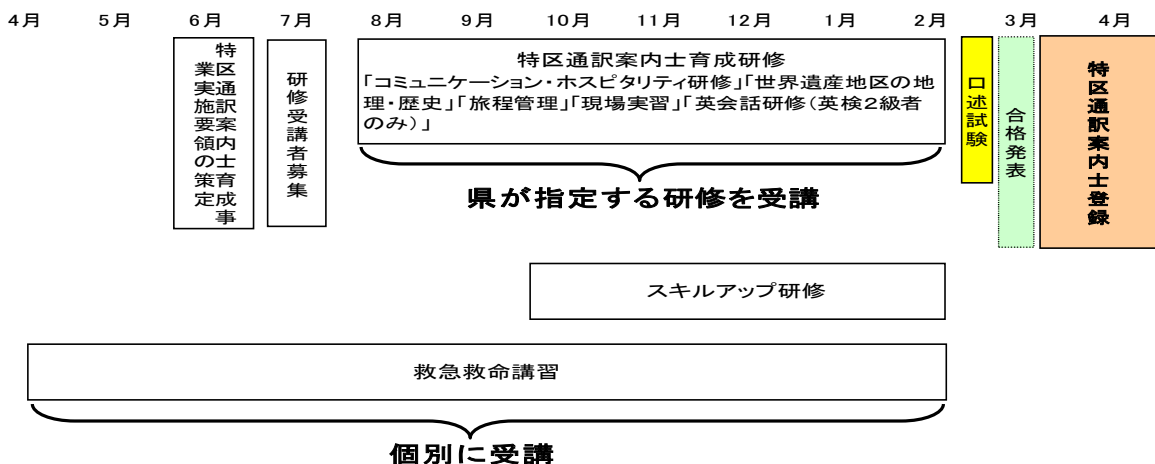 4月 5月 6月 7月 8月 9月 10月 11月 12月 1月 2月 3月 4月
特区通訳案内士育成事
業実施要領の策定
研修受講者募集
特区通訳案内士育成研修
「コミュニケーション・ホスピタリティ研修」「世界遺産地区の地
理・歴史」「旅程管理」「現場実習」「英会話研修(英検2級者
のみ)」
口述試験
合格発表
特区通訳案内士登録
県が指定する研修を受講
スキルアップ研修
救急救命講習
個別に受講